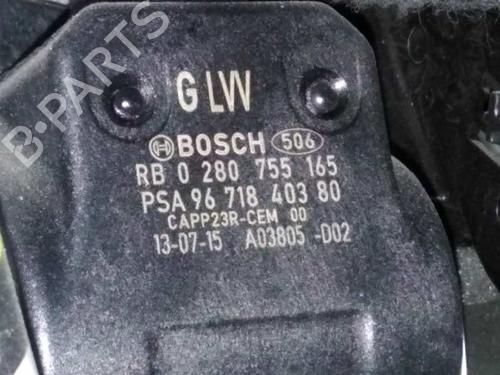 G LW
BOSCH 506
RB 0 280 755 165
PSA 96 718 403 80
CAPP23R-CEM 00
13-07-15 A03805 -D02
B-PARTS